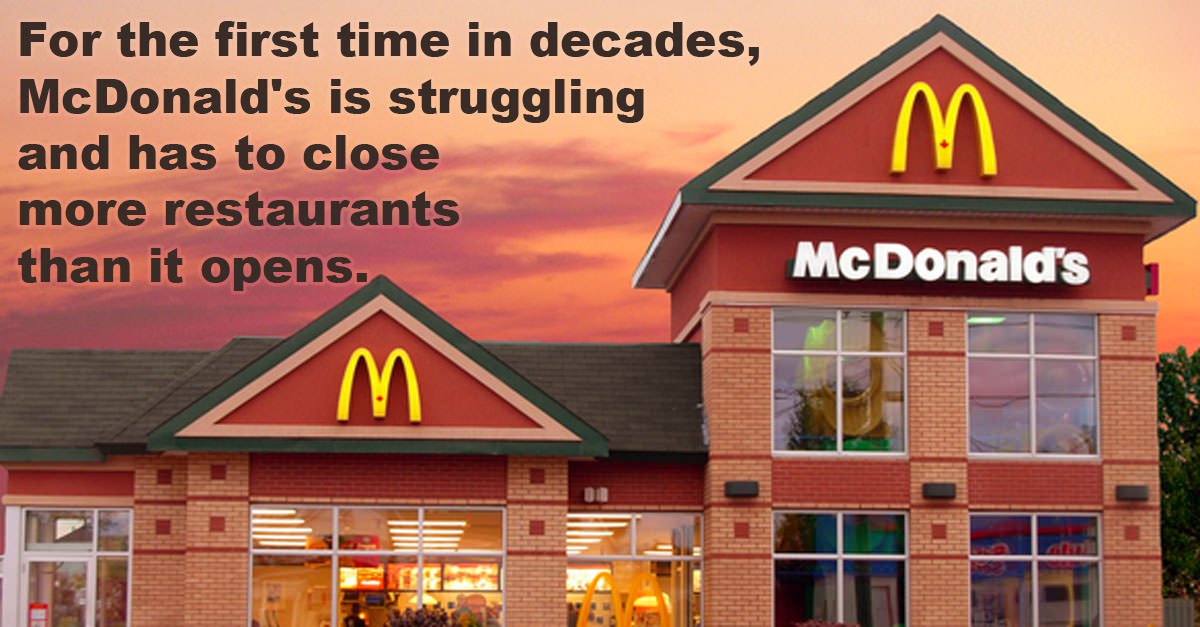 For the first time in decades,
McDonald's is struggling
and has to close
more restaurants
than it opens.
M
McDonald's
M